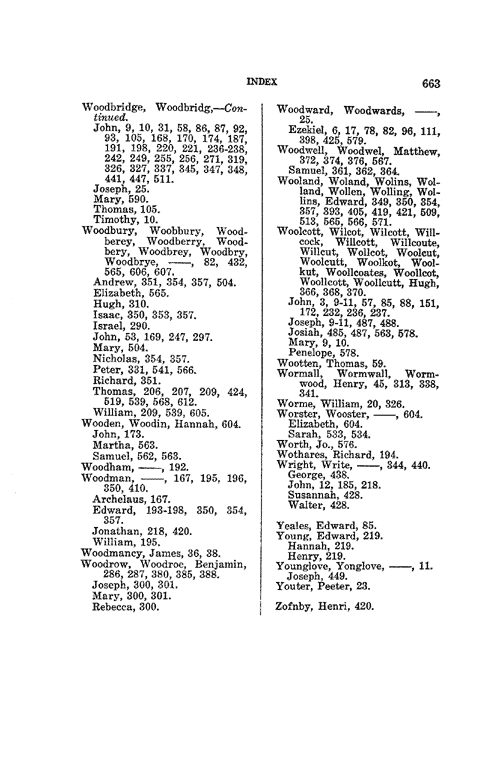 INDEX 663
Woodbridge, Woodbridg,—Con-
tinued.
John, 9, 10, 31, 58, 86, 87, 92,
93, 105, 168, 170, 174, 187,
191, 198, 220, 221, 236-238,
242, 249, 255, 256, 271, 319,
326, 327, 337, 345, 347, 348,
441, 447, 511.
Joseph, 25.
Mary, 590.
Thomas, 105.
Timothy, 10.
Woodbury, Woobbury, Wood-
berey, Woodberry, Wood-
bery, Woodbrey, Woodbry,
Woodbrye, ——, 82, 432,
565, 606, 607.
Andrew, 351, 354, 357, 504.
Elizabeth, 565.
Hugh, 310.
Isaac, 350, 353, 357.
Israel, 290.
John, 53, 169, 247, 297.
Mary, 504.
Nicholas, 354, 357.
Peter, 331, 541, 566.
Richard, 351.
Thomas, 206, 207, 209, 424,
519, 539, 568, 612.
William, 209, 539, 605.
Wooden, Woodin, Hannah, 604.
John, 173.
Martha, 563.
Samuel, 562, 563.
Woodham, ——, 192.
Woodman, ——, 167, 195, 196,
350, 410.
Archelaus, 167.
Edward, 193-198, 350, 354,
357.
Jonathan, 218, 420.
William, 195.
Woodmancy, James, 36, 38.
Woodrow, Woodroe, Benjamin,
286, 287, 380, 385, 388.
Joseph, 300, 301.
Mary, 300, 301.
Rebecca, 300.
Woodward, Woodwards, ——,
25.
Ezekiel, 6, 17, 78, 82, 96, 111,
398, 425, 579.
Woodwell, Woodwel, Matthew,
372, 374, 376, 567.
Samuel, 361, 362, 364.
Wooland, Woland, Wolins, Wol-
land, Wollen, Wolling, Wol-
lins, Edward, 349, 350, 354,
357, 393, 405, 419, 421, 509,
513, 565, 566, 571.
Woolcott, Wilcot, Wilcott, Will-
cock, Willcott, Willcoute,
Willcut, Wollcot, Woolcut,
Woolcutt, Woolkot, Wool-
kut, Woollcoates, Woollcot,
Woollcott, Woollcutt, Hugh,
366, 368, 370.
John, 3, 9-11, 57, 85, 88, 151,
172, 232, 236, 237.
Joseph, 9-11, 487, 488.
Josiah, 485, 487, 563, 578.
Mary, 9, 10.
Penelope, 578.
Wootten, Thomas, 59.
Wormall, Wormwall, Worm-
wood, Henry, 45, 313, 338,
341.
Worme, William, 20, 326.
Worster, Wooster, ——, 604.
Elizabeth, 604.
Sarah, 533, 534.
Worth, Jo., 576.
Wothares, Richard, 194.
Wright, Write, ——, 344, 440.
George, 438.
John, 12, 185, 218.
Susannah, 428.
Walter, 428.
Yeales, Edward, 85.
Young, Edward, 219.
Hannah, 219.
Henry, 219.
Younglove, Yonglove, ——, 11.
Joseph, 449.
Youter, Peeter, 23.
Zofnby, Henri, 420.